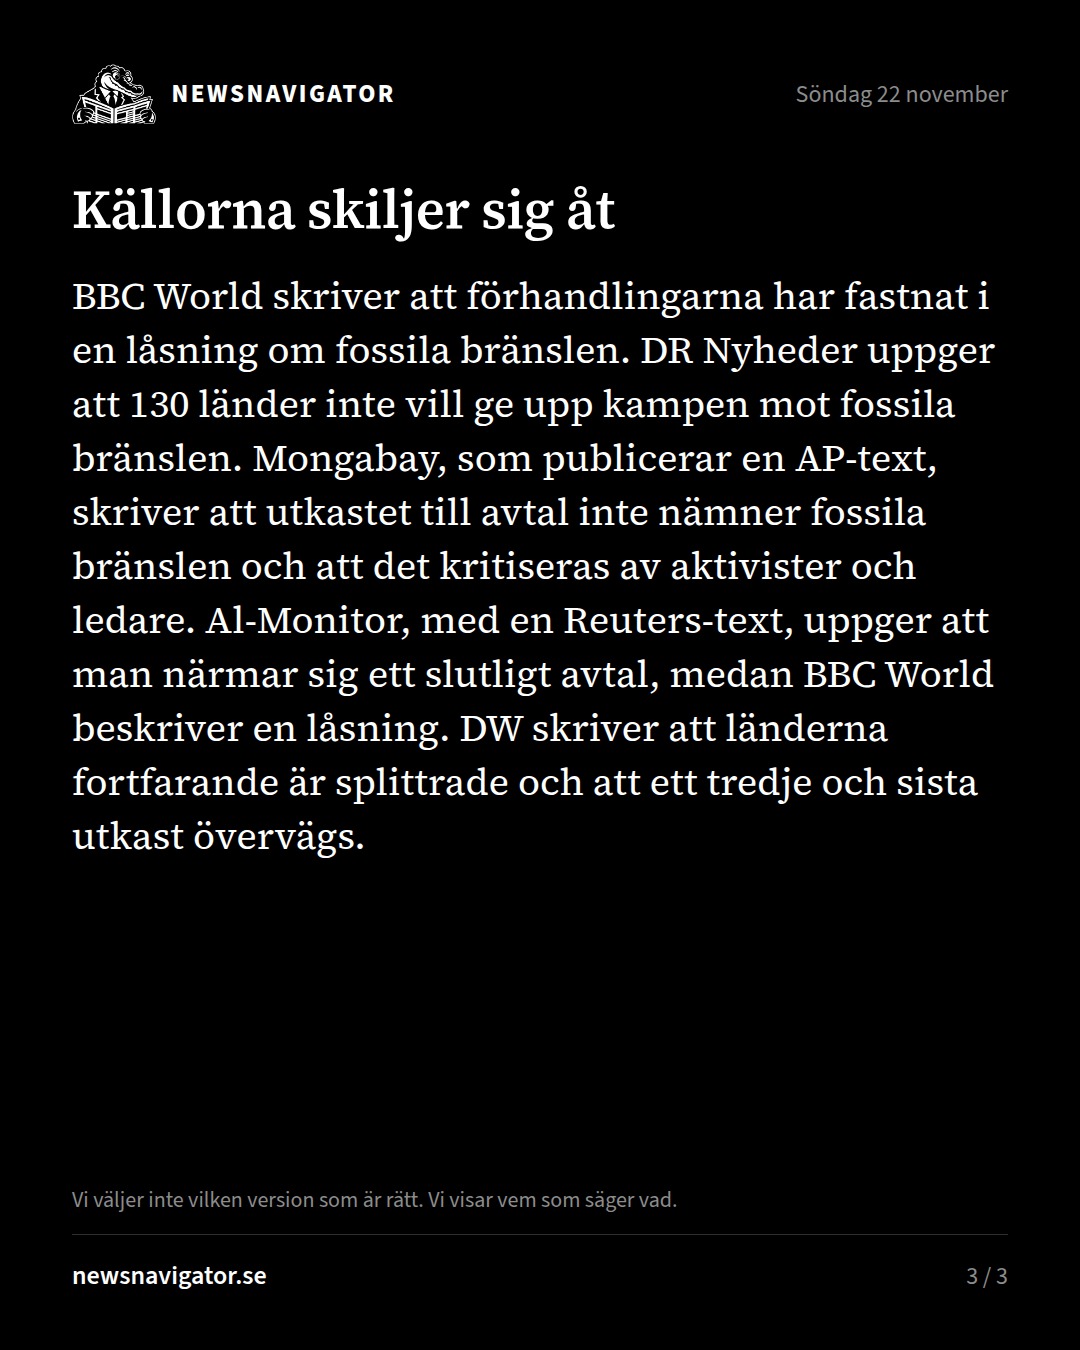 NEWSNAVIGATOR
Söndag 22 november
Källorna skiljer sig åt
BBC World skriver att förhandlingarna har fastnat i
en låsning om fossila bränslen. DR Nyheder uppger
att 130 länder inte vill ge upp kampen mot fossila
bränslen. Mongabay, som publicerar en AP-text,
skriver att utkastet till avtal inte nämner fossila
bränslen och att det kritiseras av aktivister och
ledare. Al-Monitor, med en Reuters-text, uppger att
man närmar sig ett slutligt avtal, medan BBC World
beskriver en låsning. DW skriver att länderna
fortfarande är splittrade och att ett tredje och sista
utkast övervägs.
Vi väljer inte vilken version som är rätt. Vi visar vem som säger vad.
newsnavigator.se
3 / 3